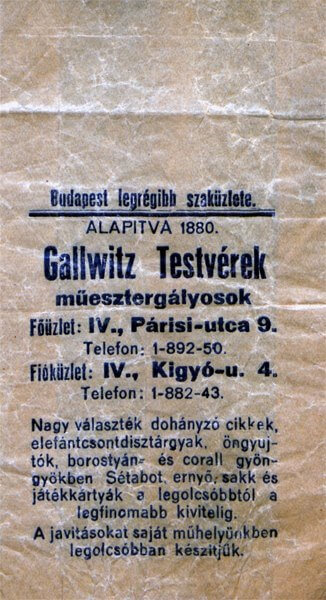 Budapest legrégibb szaküzlete.
ALAPITVA 1880.
Gallwitz Testvérek
műesztergályosok
Főüzlet: IV., Párisi-utca 9.
Telefon: 1-892-50.
Fióküzlet: IV., Kigyó-u. 4.
Telefon: 1-882-43.
Nagy választék dohányzó cikkek,
elefántcsontdisztárgyak, öngyuj-
tók, borostyán- és corall gyön-
gyökben Sétabot, ernyő, sakk és
játékkártyák a legolcsóbbtól a
legfinomabb kivitelig.
A javitásokat saját műhelyünkben
legolcsóbban készitjük.